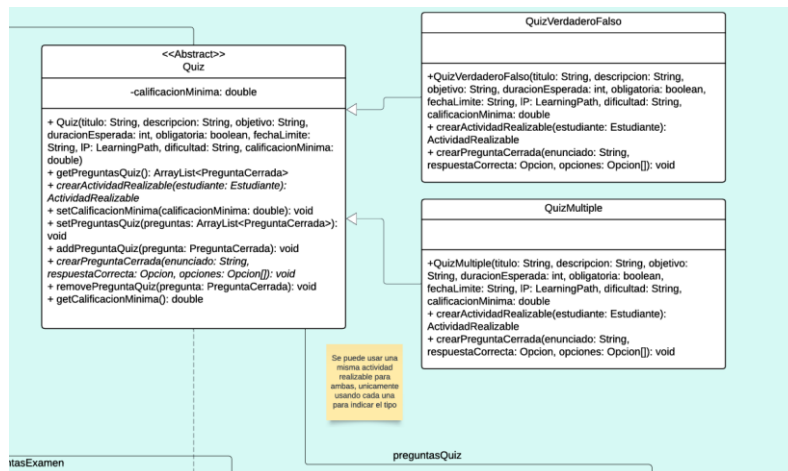 <<Abstract>>
Quiz
-calificacionMinima: double
+ Quiz(titulo: String, descripcion: String, objetivo: String,
duracionEsperada: int, obligatoria: boolean, fechaLimite:
String, lP: LearningPath, dificultad: String, calificacionMinima:
double)
+ getPreguntasQuiz(): ArrayList<PreguntaCerrada>
+ crearActividadRealizable(estudiante: Estudiante):
ActividadRealizable
+ setCalificacionMinima(calificacionMinima: double): void
+ setPreguntasQuiz(preguntas: ArrayList<PreguntaCerrada>):
void
+ addPreguntaQuiz(pregunta: PreguntaCerrada): void
+ crearPreguntaCerrada(enunciado: String,
respuestaCorrecta: Opcion, opciones: Opcion[]): void
+ removePreguntaQuiz(pregunta: PreguntaCerrada): void
+ getCalificacionMinima(): double
QuizVerdaderoFalso
+QuizVerdaderoFalso(titulo: String, descripcion: String,
objetivo: String, duracionEsperada: int, obligatoria: boolean,
fechaLimite: String, lP: LearningPath, dificultad: String,
calificacionMinima: double
+ crearActividadRealizable(estudiante: Estudiante):
ActividadRealizable
+ crearPreguntaCerrada(enunciado: String,
respuestaCorrecta: Opcion, opciones: Opcion[]): void
QuizMultiple
+QuizMultiple(titulo: String, descripcion: String, objetivo:
String, duracionEsperada: int, obligatoria: boolean,
fechaLimite: String, lP: LearningPath, dificultad: String,
calificacionMinima: double
+ crearActividadRealizable(estudiante: Estudiante):
ActividadRealizable
+ crearPreguntaCerrada(enunciado: String,
respuestaCorrecta: Opcion, opciones: Opcion[]): void
Se puede usar una
misma actividad
realizable para
ambas, unicamente
usando cada una
para indicar el tipo
ntasExamen
preguntasQuiz